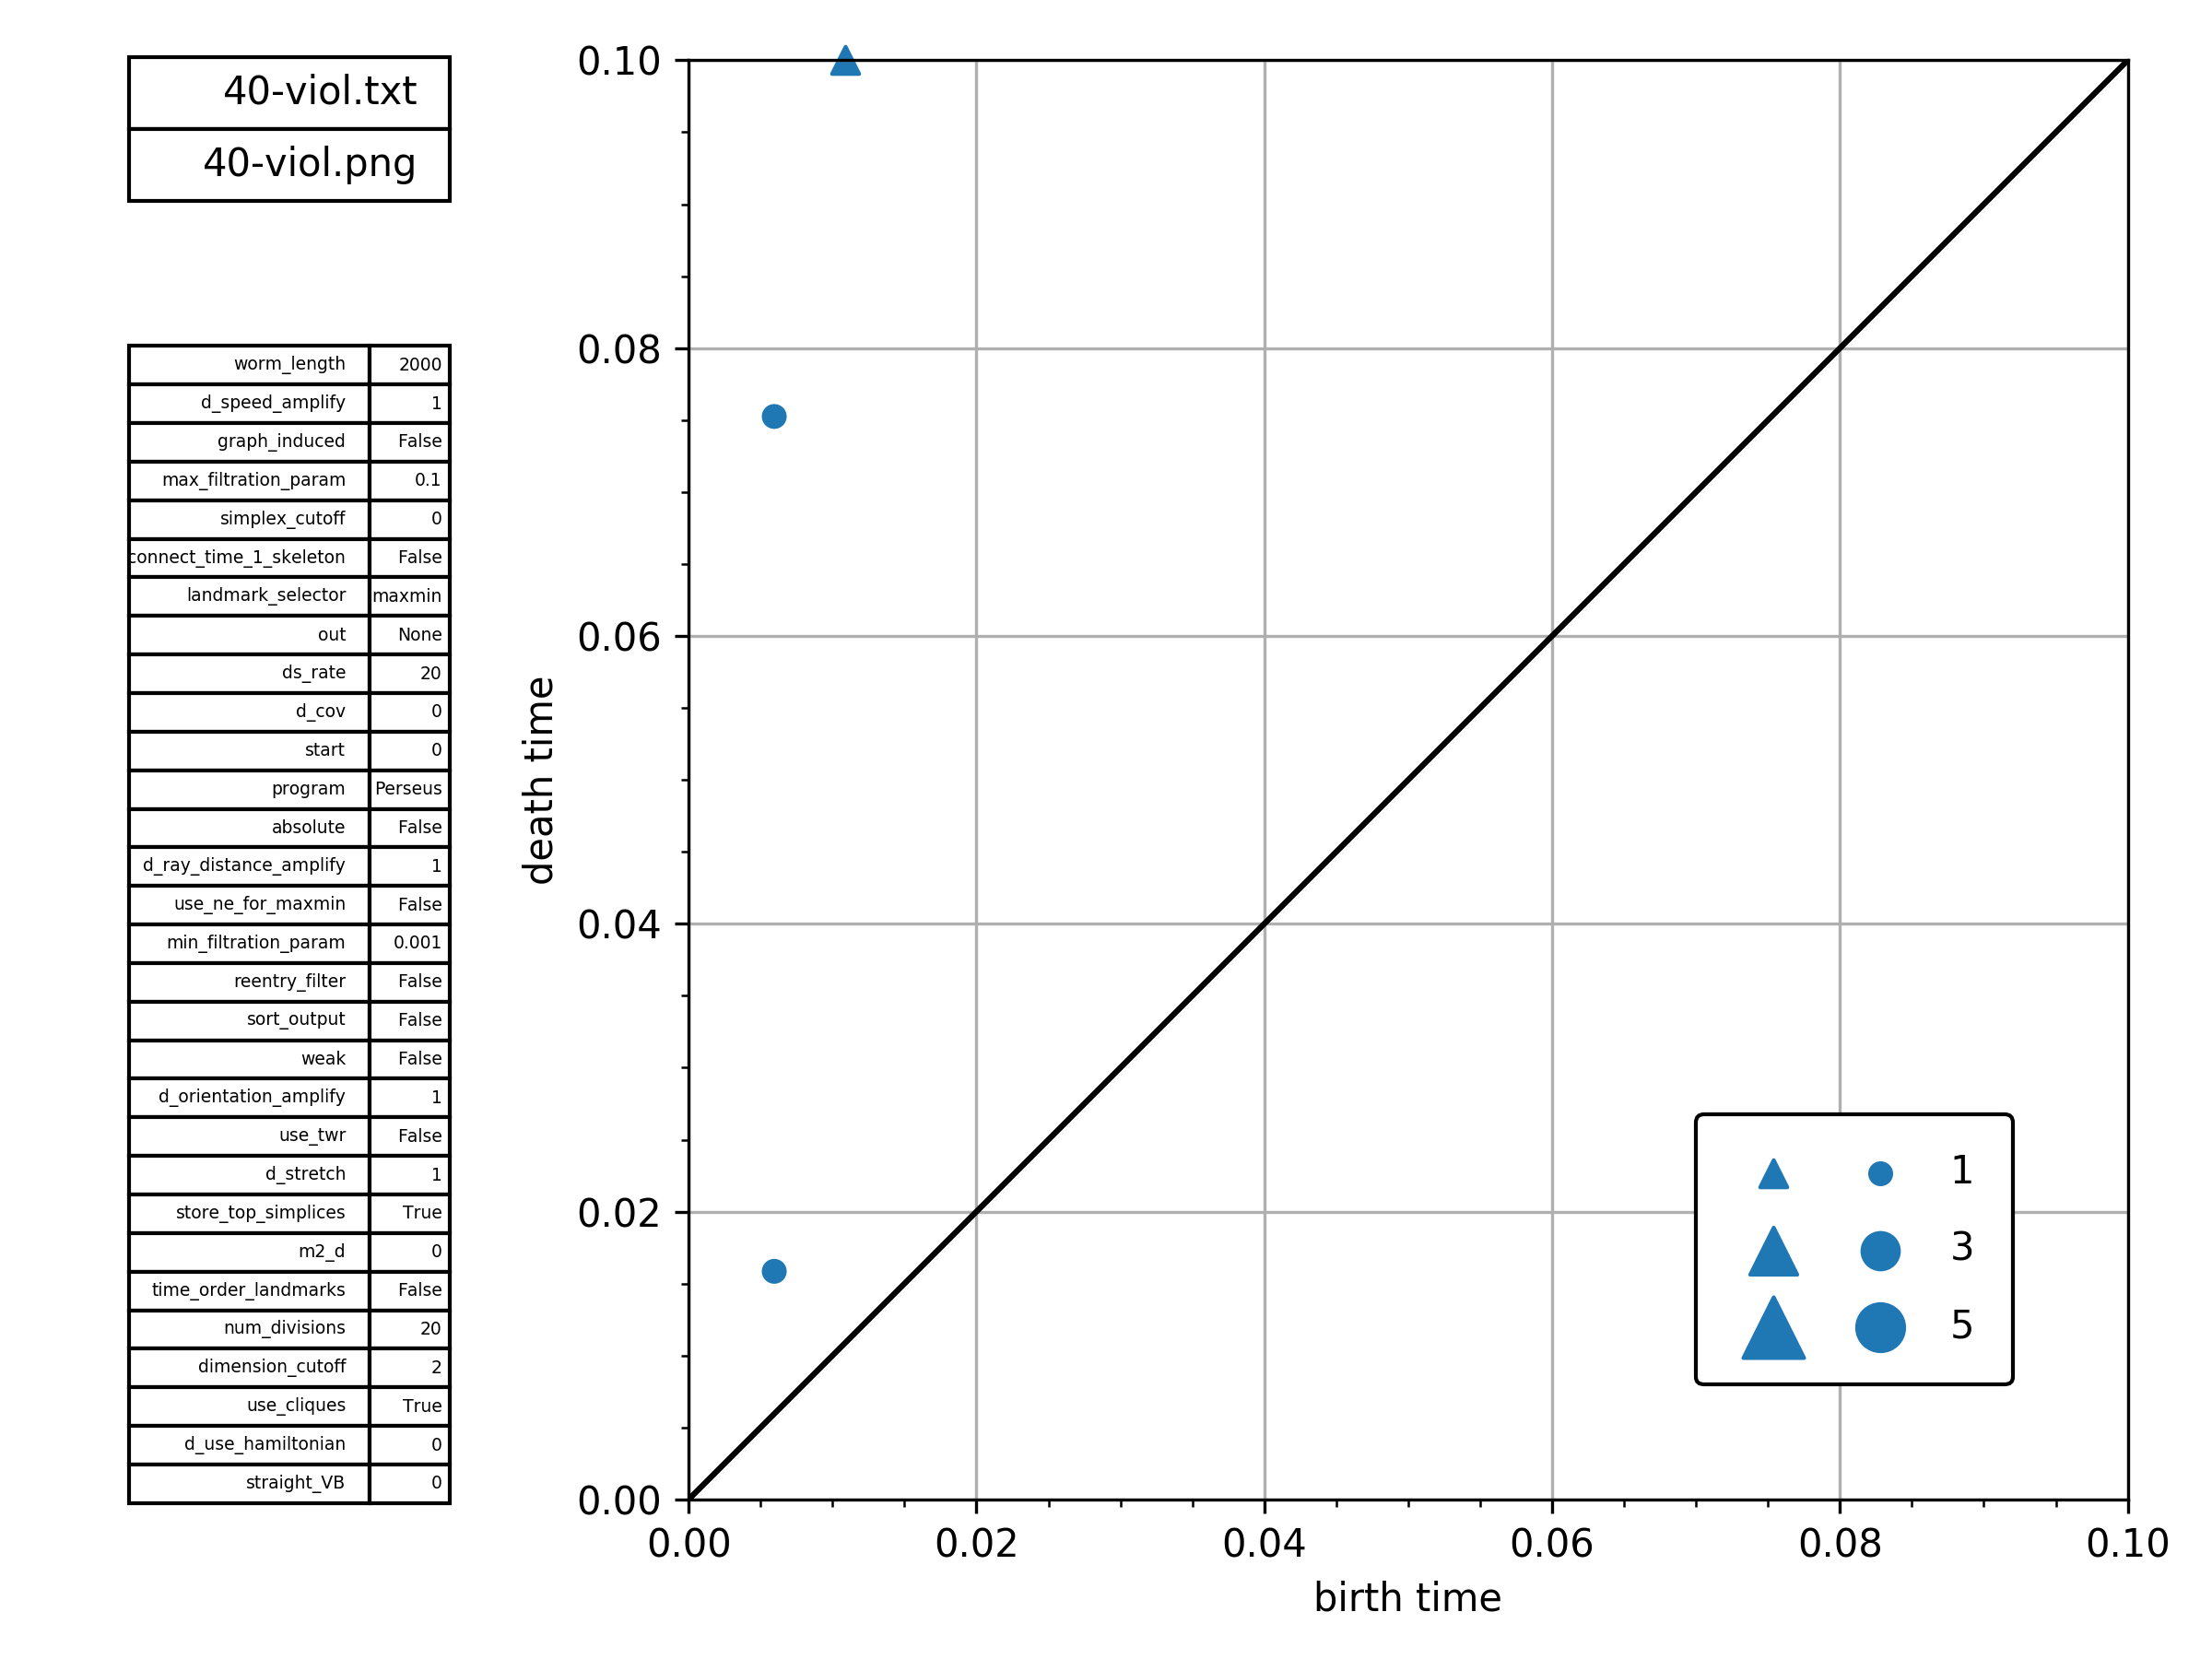 40-viol.txt
40-viol.png
worm_length 2000
d_speed_amplify 1
graph_induced False
max_filtration_param 0.1
simplex_cutoff 0
connect_time_1_skeleton False
landmark_selector maxmin
out None
ds_rate 20
d_cov 0
start 0
program Perseus
absolute False
d_ray_distance_amplify 1
use_ne_for_maxmin False
min_filtration_param 0.001
reentry_filter False
sort_output False
weak False
d_orientation_amplify 1
use_twr False
d_stretch 1
store_top_simplices True
m2_d 0
time_order_landmarks False
num_divisions 20
dimension_cutoff 2
use_cliques True
d_use_hamiltonian 0
straight_VB 0
death time
0.10
0.08
0.06
0.04
0.02
0.00
1
3
5
0.00 0.02 0.04 0.06 0.08 0.10
birth time